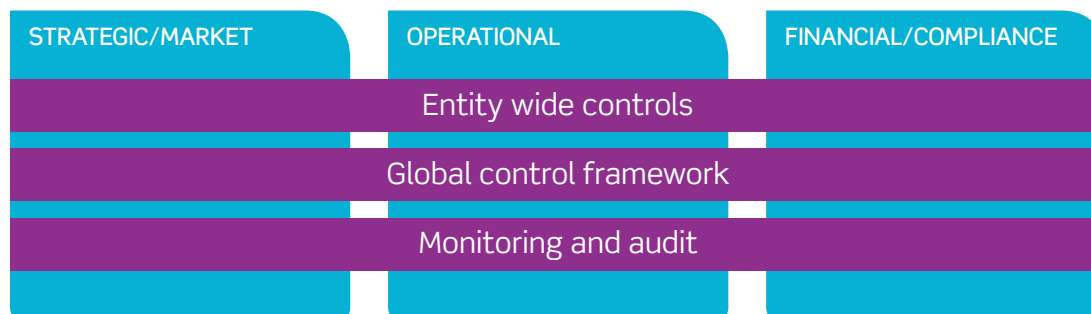 STRATEGIC/MARKET
OPERATIONAL
FINANCIAL/COMPLIANCE
Entity wide controls
Global control framework
Monitoring and audit